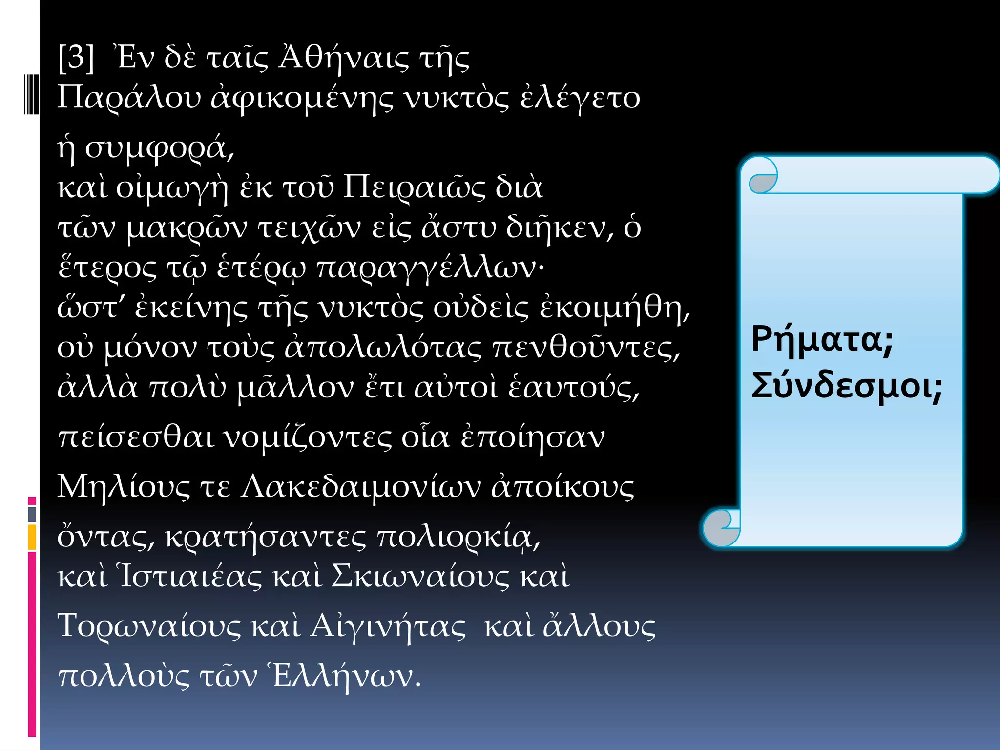 [3]  Ἐν δὲ ταῖς Ἀθήναις τῆς
Παράλου ἀφικομένης νυκτὸς ἐλέγετο
ἡ συμφορά,
καὶ οἰμωγὴ ἐκ τοῦ Πειραιῶς διὰ
τῶν μακρῶν τειχῶν εἰς ἄστυ διῆκεν, ὁ
ἕτερος τῷ ἑτέρῳ παραγγέλλων·
ὥστ’ ἐκείνης τῆς νυκτὸς οὐδεὶς ἐκοιμήθη,
οὐ μόνον τοὺς ἀπολωλότας πενθοῦντες,
ἀλλὰ πολὺ μᾶλλον ἔτι αὐτοὶ ἑαυτούς,
πείσεσθαι νομίζοντες οἷα ἐποίησαν
Μηλίους τε Λακεδαιμονίων ἀποίκους
ὄντας, κρατήσαντες πολιορκίᾳ,
καὶ Ἱστιαιέας καὶ Σκιωναίους καὶ
Τορωναίους καὶ Αἰγινήτας  καὶ ἄλλους
πολλοὺς τῶν Ἑλλήνων.
Ρήματα;
Σύνδεσμοι;